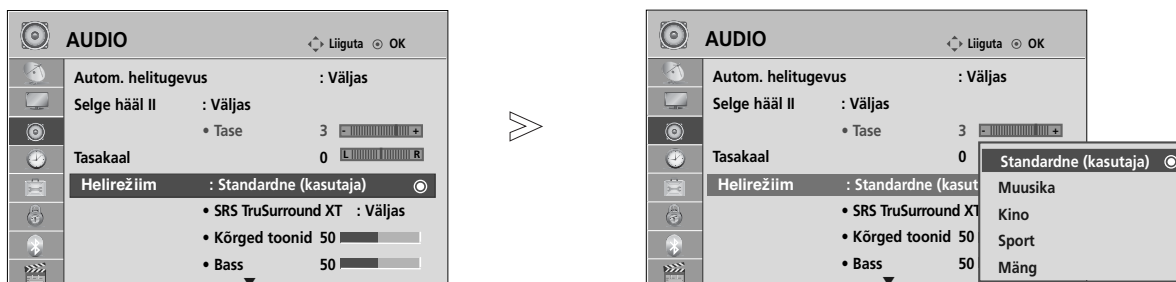 AUDIO
Liiguta OK
Autom. helitugevus : Väljas
Selge hääl II : Väljas
• Tase 3 - +
Tasakaal 0 L R
Helirežiim : Standardne (kasutaja)
• SRS TruSurround XT : Väljas
• Kõrged toonid 50
• Bass 50
AUDIO
Liiguta OK
Autom. helitugevus : Väljas
Selge hääl II : Väljas
• Tase 3 - +
Tasakaal 0
Helirežiim : Standardne (kasut
• SRS TruSurround XT
• Kõrged toonid 50
• Bass 50
Standardne (kasutaja)
Muusika
Kino
Sport
Mäng